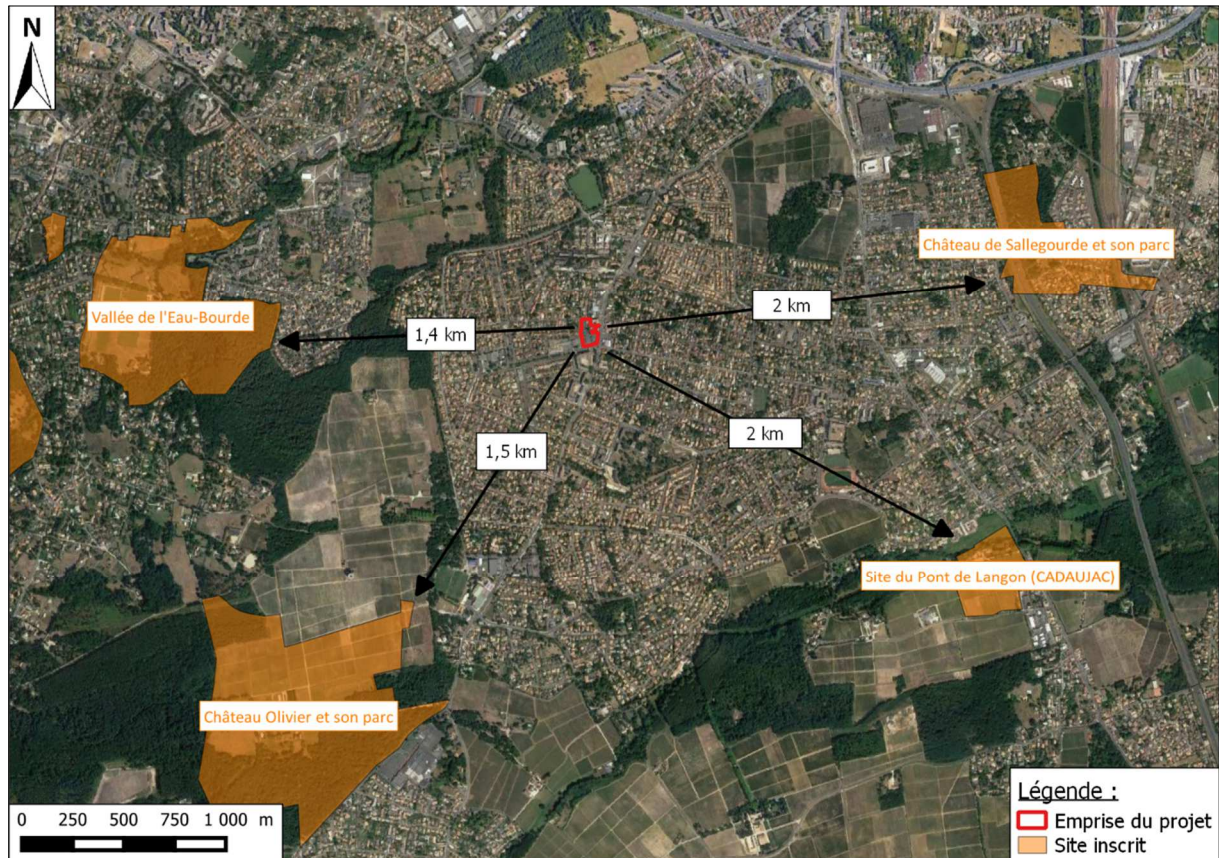 N
Château de Sallegourde et son parc
Vallée de l'Eau-Bourde
1,4 km
2 km
1,5 km
2 km
Site du Pont de Langon (CADAUJAC)
Château Olivier et son parc
0 250 500 750 1 000 m
Légende :
Emprise du projet
Site inscrit